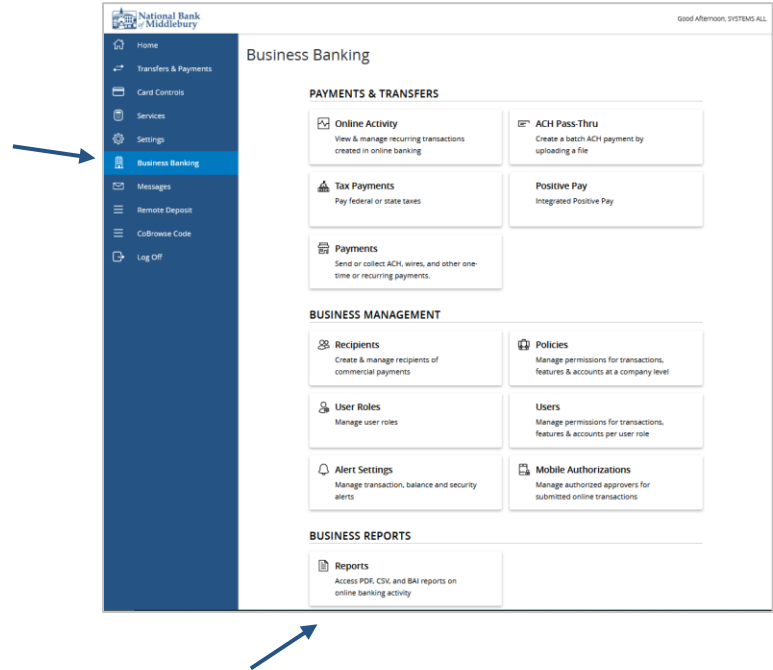 National Bank
of Middlebury
Good Afternoon, SYSTEMS ALL
Home
Transfers & Payments
Card Controls
Services
Settings
Business Banking
Messages
Remote Deposit
CoBrowse Code
Log Off
Business Banking
PAYMENTS & TRANSFERS
Online Activity
View & manage recurring transactions
created in online banking
ACH Pass-Thru
Create a batch ACH payment by
uploading a file
Tax Payments
Pay federal or state taxes
Positive Pay
Integrated Positive Pay
Payments
Send or collect ACH, wires, and other one-
time or recurring payments.
BUSINESS MANAGEMENT
Recipients
Create & manage recipients of
commercial payments
Policies
Manage permissions for transactions,
features & accounts at a company level
User Roles
Manage user roles
Users
Manage permissions for transactions,
features & accounts per user role
Alert Settings
Manage transaction, balance and security
alerts
Mobile Authorizations
Manage authorized approvers for
submitted online transactions
BUSINESS REPORTS
Reports
Access PDF, CSV, and BAI reports on
online banking activity